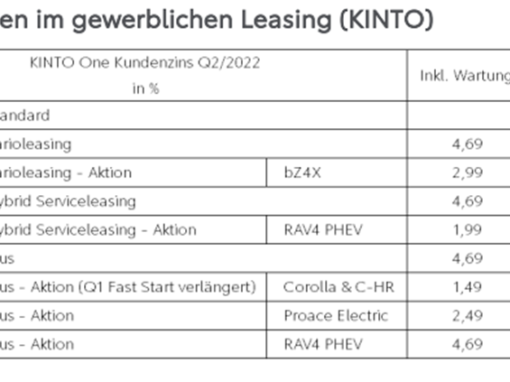 en im gewerblichen Leasing (KINTO)
KINTO One Kundenzins Q2/2022
in %
Inkl. Wartung
andard
arioleasing 4,69
arioleasing - Aktion bZ4X 2,99
ybrid Serviceleasing 4,69
ybrid Serviceleasing - Aktion RAV4 PHEV 1,99
us 4,69
us - Aktion (Q1 Fast Start verlängert) Corolla & C-HR 1,49
us - Aktion Proace Electric 2,49
us - Aktion RAV4 PHEV 4,69